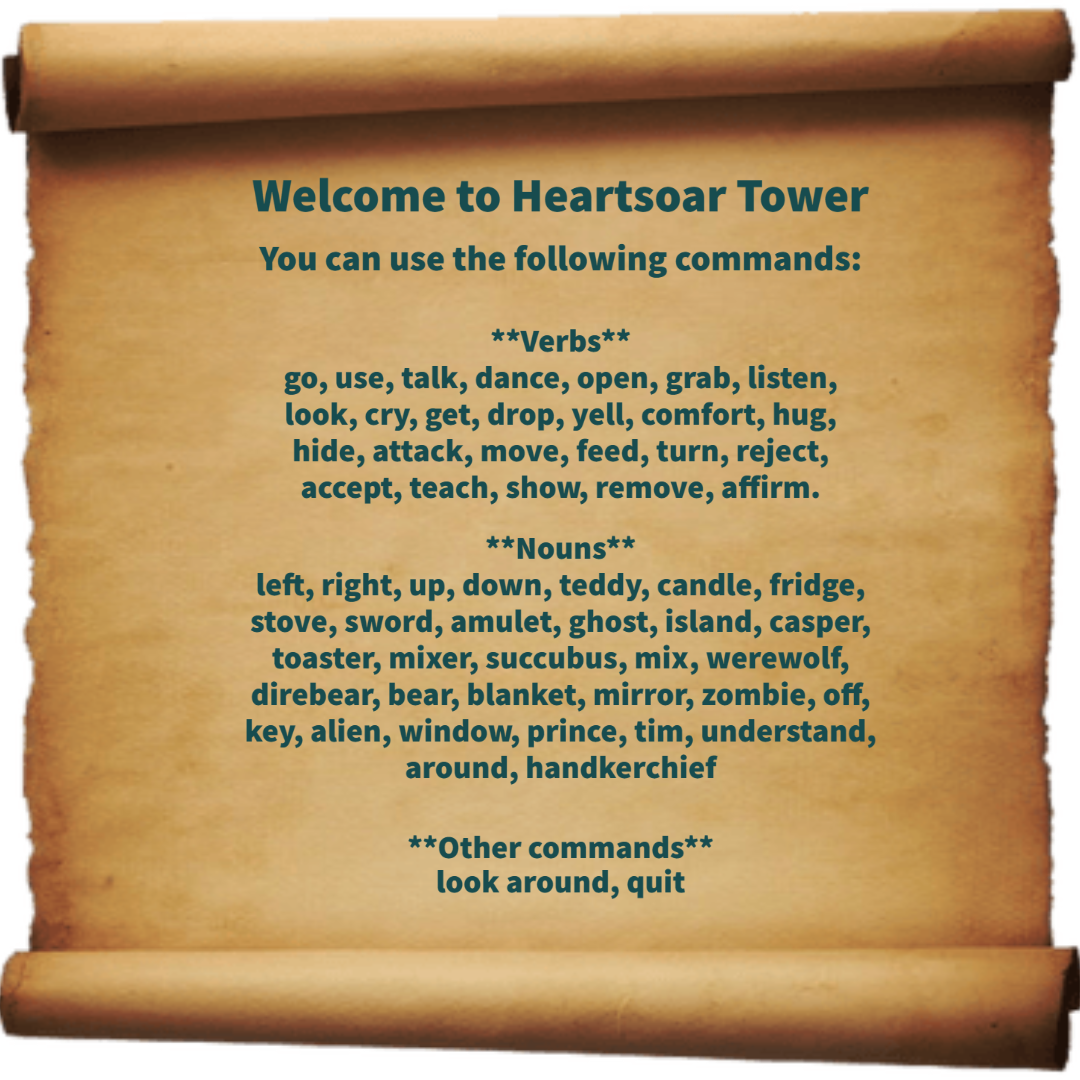 Welcome to Heartsoar Tower
You can use the following commands:
**Verbs**
go, use, talk, dance, open, grab, listen,
look, cry, get, drop, yell, comfort, hug,
hide, attack, move, feed, turn, reject,
accept, teach, show, remove, affirm.
**Nouns**
left, right, up, down, teddy, candle, fridge,
stove, sword, amulet, ghost, island, casper,
toaster, mixer, succubus, mix, werewolf,
direbear, bear, blanket, mirror, zombie, off,
key, alien, window, prince, tim, understand,
around, handkerchief
**Other commands**
look around, quit